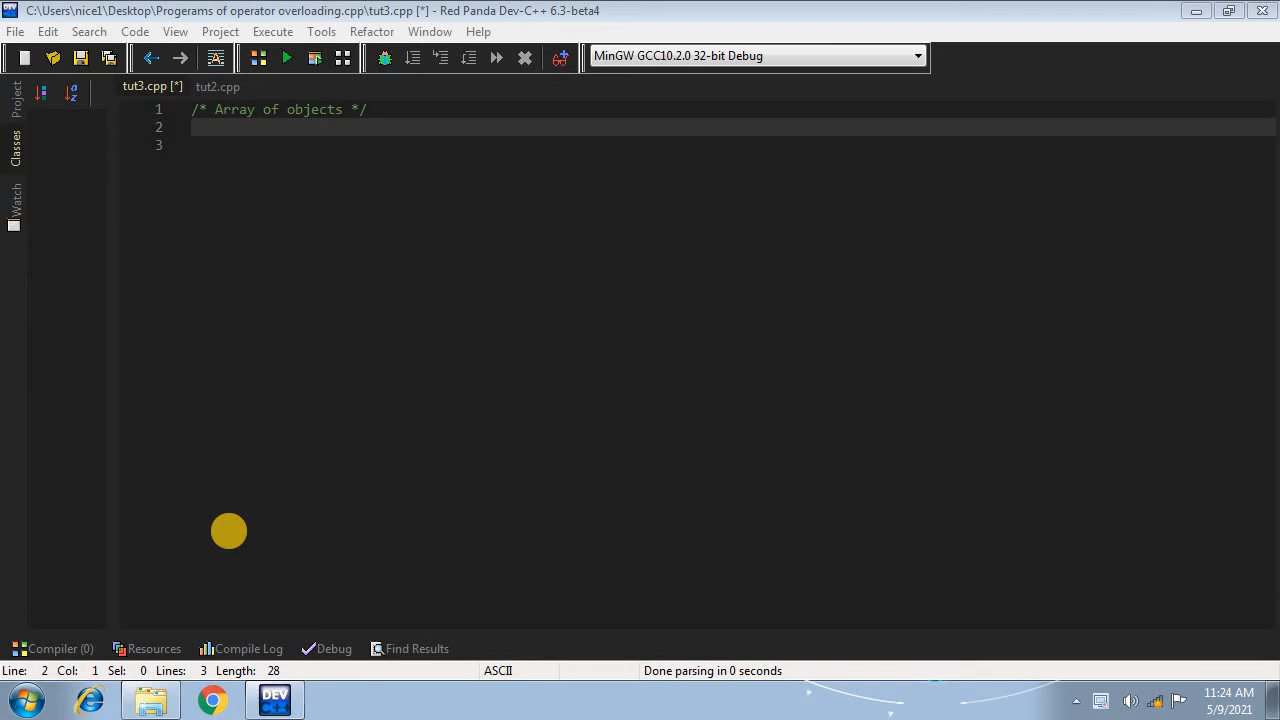 C:\Users\nice1\Desktop\Programs of operator overloading.cpp\tut3.cpp [*] - Red Panda Dev-C++ 6.3-beta4
File Edit Search Code View Project Execute Tools Refactor Window Help
MinGW GCC10.2.0 32-bit Debug
tut3.cpp [*] tut2.cpp
Project
Classes
Watch
1 /* Array of objects */
2
3
Compiler (0) Resources Compile Log Debug Find Results
Line: 2 Col: 1 Sel: 0 Lines: 3 Length: 28 ASCII Done parsing in 0 seconds
DEV C++
11:24 AM
5/9/2021